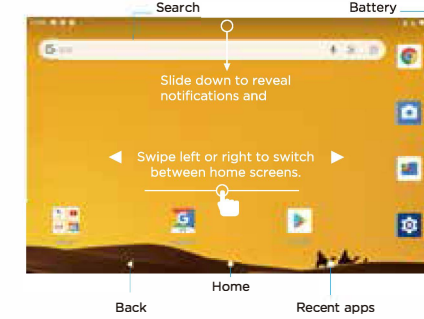 Search
Battery
Slide down to reveal
notifications and
Swipe left or right to switch
between home screens.
Home
Back
Recent apps